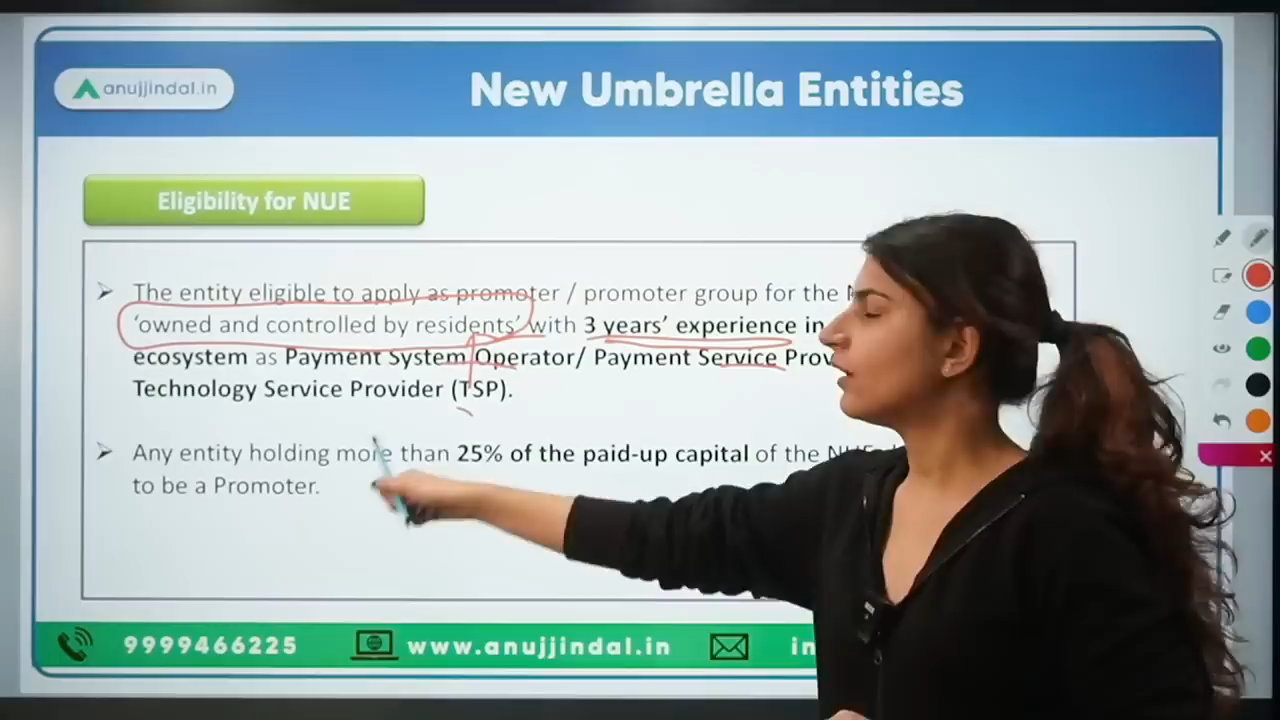 anujjindal.in
New Umbrella Entities
Eligibility for NUE
The entity eligible to apply as promoter / promoter group for the
'owned and controlled by residents' with 3 years' experience in
ecosystem as Payment System Operator/ Payment Service
Technology Service Provider (TSP).
Any entity holding more than 25% of the paid-up capital of the
to be a Promoter.
9999466225
www.anujjindal.in